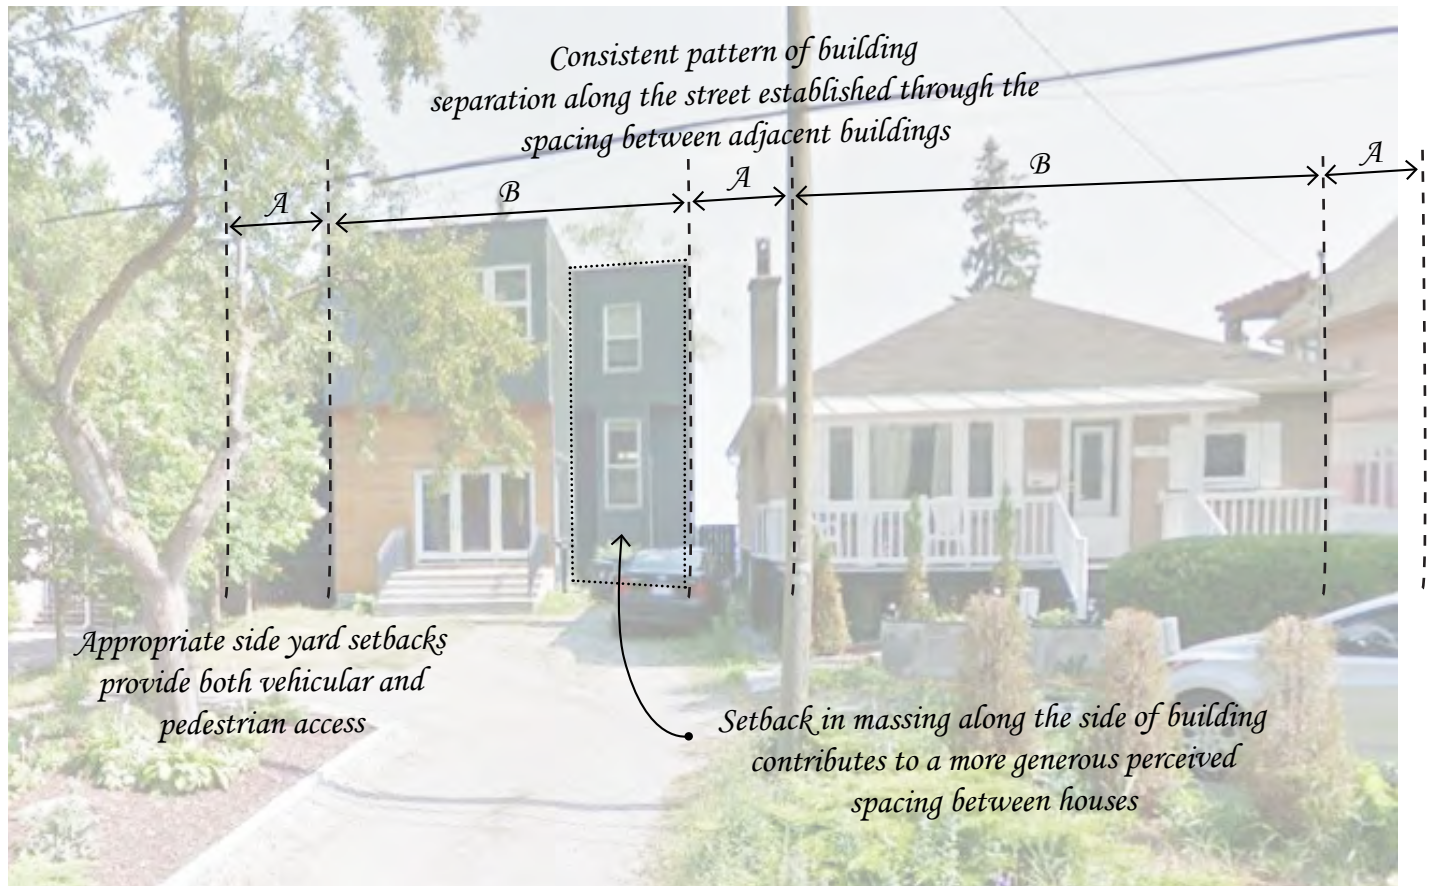 Consistent pattern of building
separation along the street established through the
spacing between adjacent buildings
A
B
A
B
A
Appropriate side yard setbacks
provide both vehicular and
pedestrian access
Setback in massing along the side of building
contributes to a more generous perceived
spacing between houses